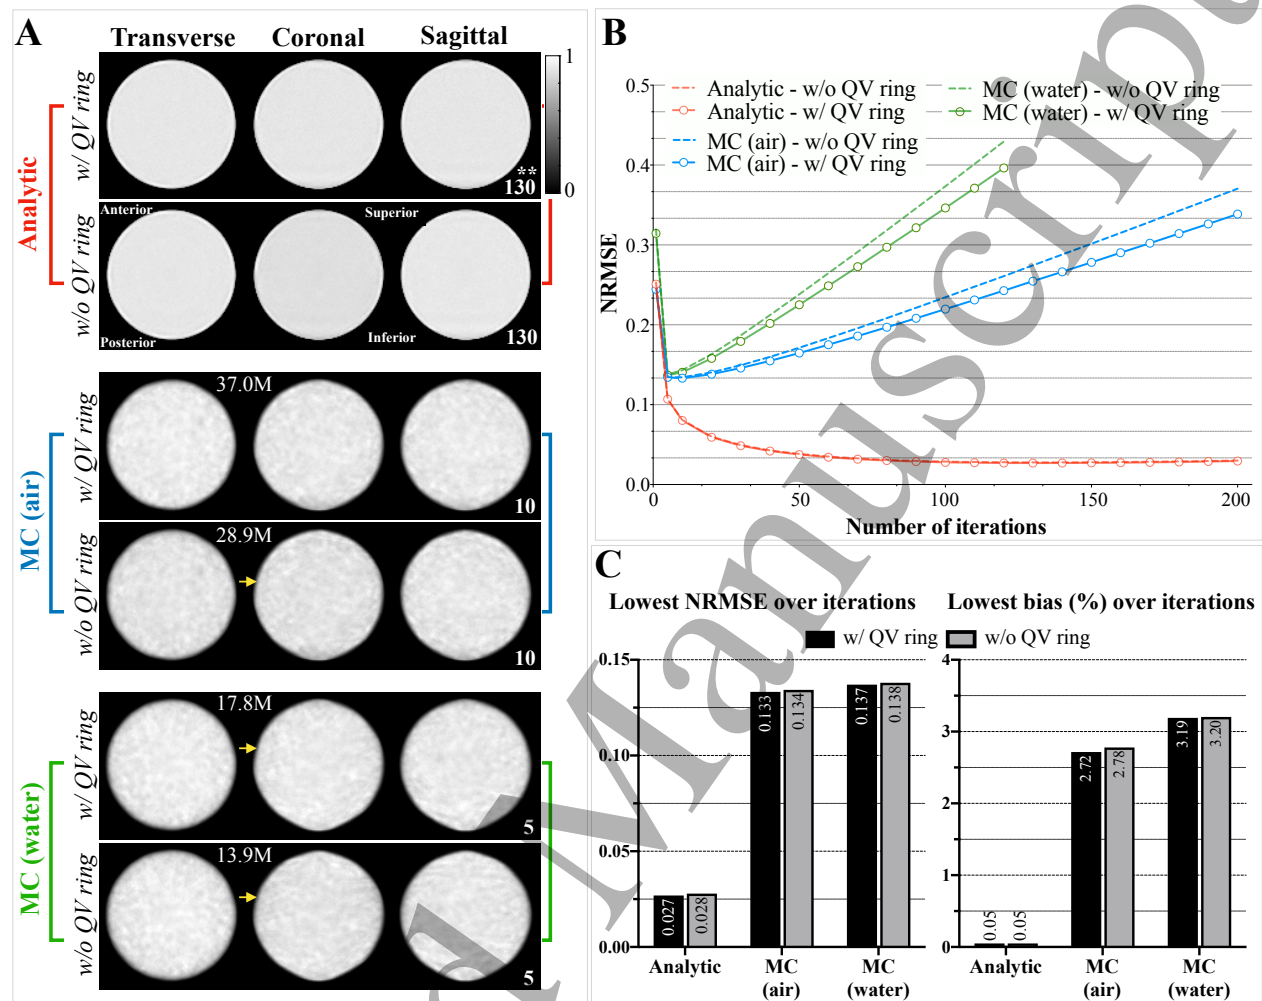 A
Transverse Coronal Sagittal
1
0
Analytic
w/ QV ring
**
130
w/o QV ring
Anterior
Superior
Posterior
Inferior
130
MC (air)
w/ QV ring
37.0M
10
w/o QV ring
28.9M
10
MC (water)
w/ QV ring
17.8M
5
w/o QV ring
13.9M
5
B
NRMSE
0.5
0.4
0.3
0.2
0.1
0.0
Analytic - w/o QV ring
Analytic - w/ QV ring
MC (air) - w/o QV ring
MC (air) - w/ QV ring
MC (water) - w/o QV ring
MC (water) - w/ QV ring
0 50 100 150 200
Number of iterations
C
Lowest NRMSE over iterations
Lowest bias (%) over iterations
w/ QV ring w/o QV ring
0.15
0.10
0.05
0.00
0.027
0.028
0.133
0.134
0.137
0.138
Analytic
MC
(air)
MC
(water)
4
3
2
1
0
0.05
0.05
2.72
2.78
3.19
3.20
Analytic
MC
(air)
MC
(water)
d Manuscrip